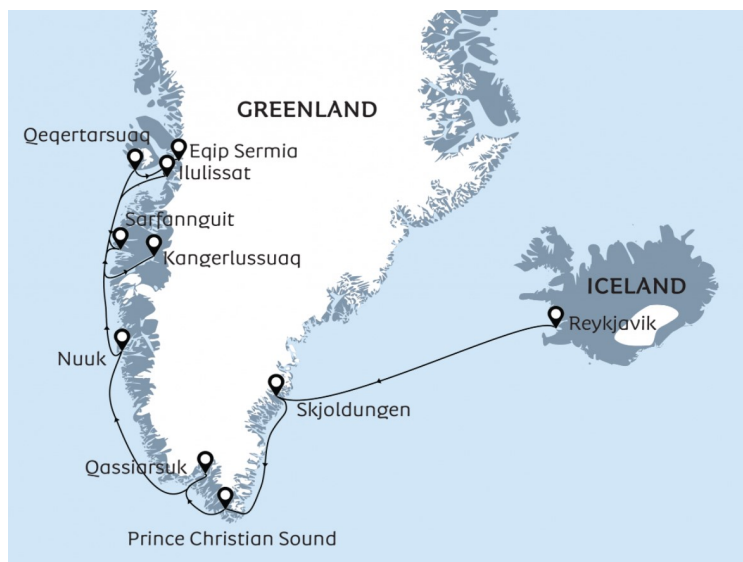 GREENLAND
Qeqertarsuaq
Eqip Sermia
Ilulissat
Sarfannguit
Kangerlussuaq
ICELAND
Reykjavik
Nuuk
Skjoldungen
Qassiarsuk
Prince Christian Sound